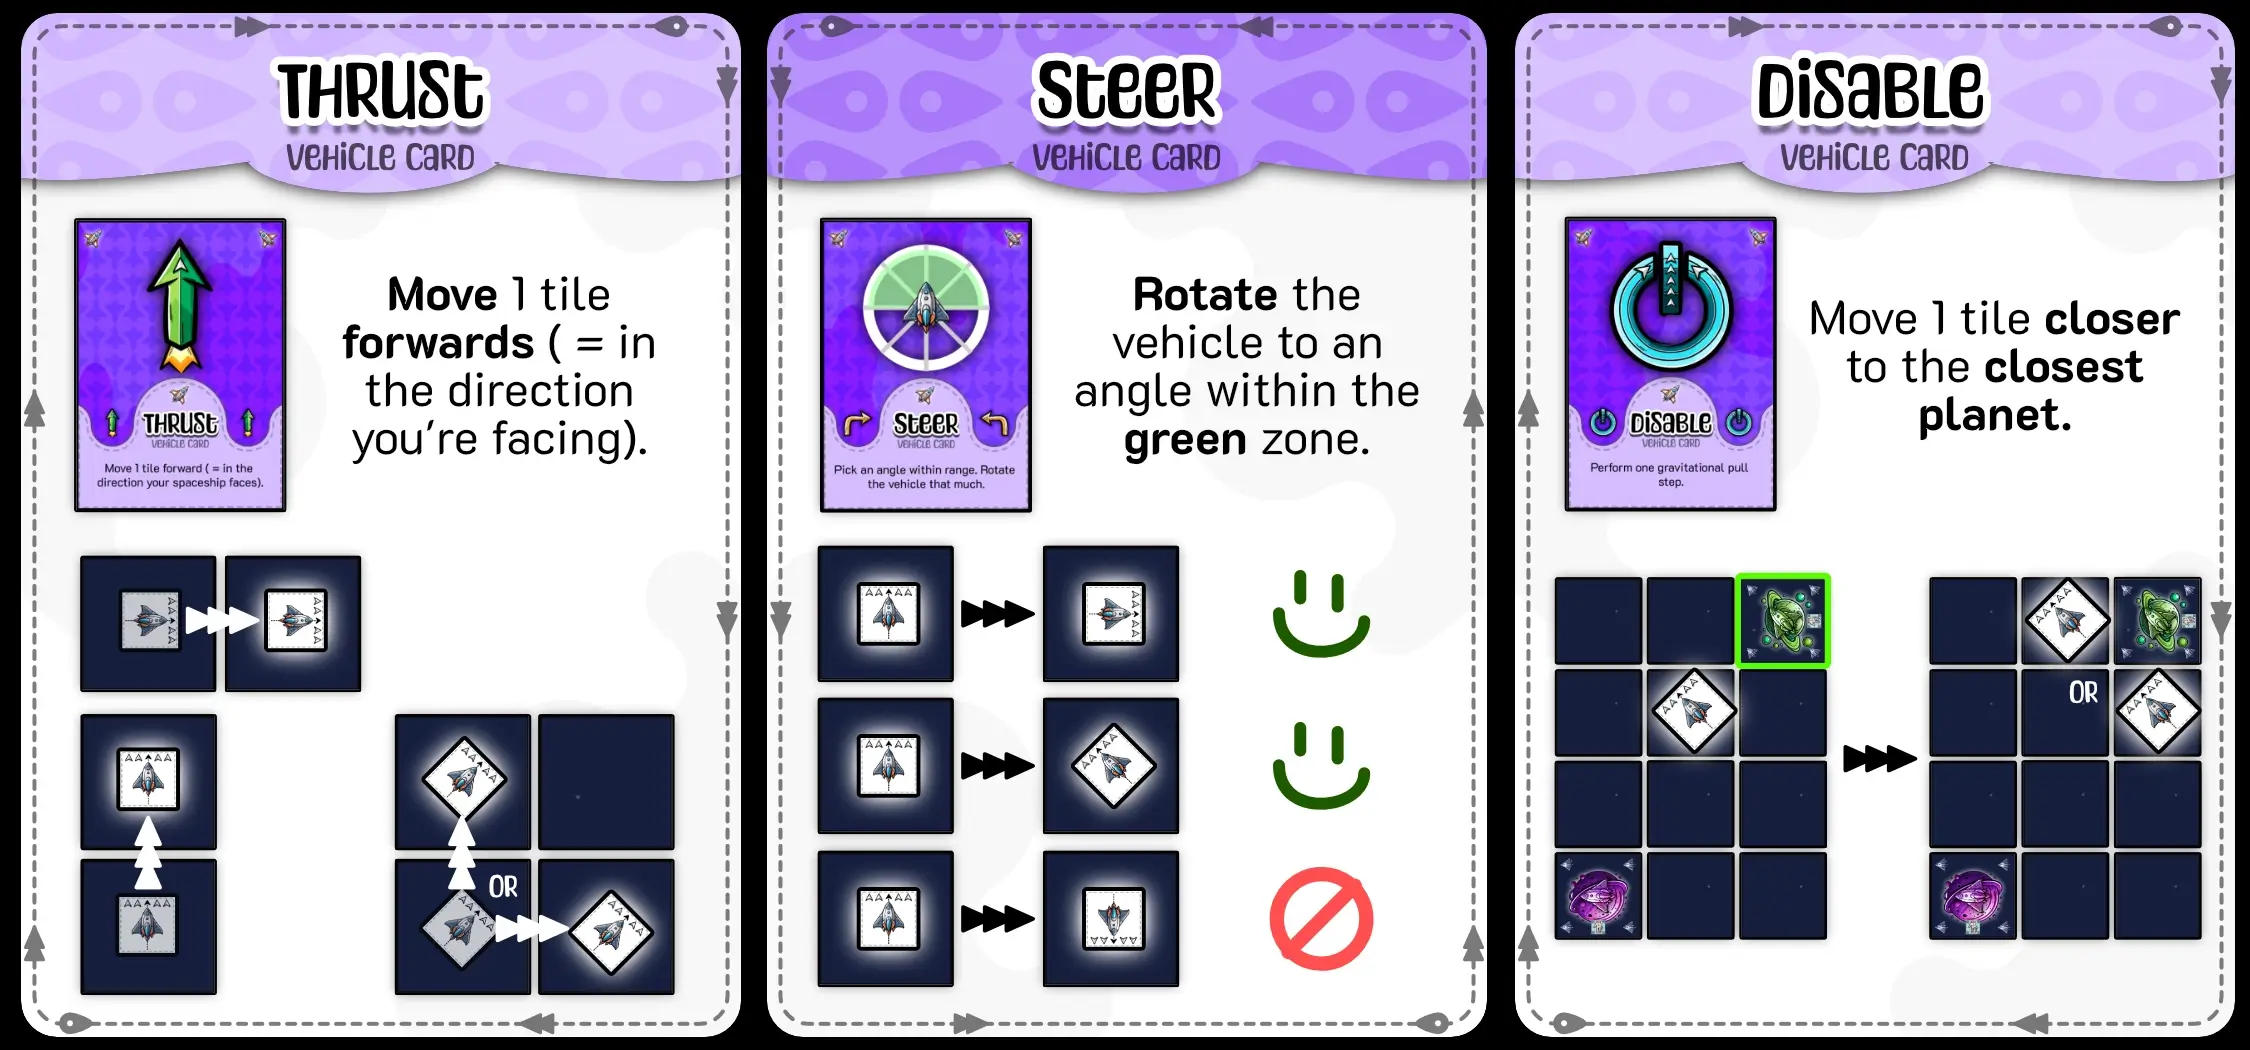 THRUST
VEHICLE CARD
Move 1 tile
forwards ( = in
the direction
you're facing).
THRUST
VEHICLE CARD
Move 1 tile forward ( = in the
direction your spaceship faces).
OR
STEER
VEHICLE CARD
Rotate the
vehicle to an
angle within the
green zone.
STEER
VEHICLE CARD
Pick an angle within range. Rotate
the vehicle that much.
DISABLE
VEHICLE CARD
Move 1 tile closer
to the closest
planet.
DISABLE
VEHICLE CARD
Perform one gravitational pull
step.
OR